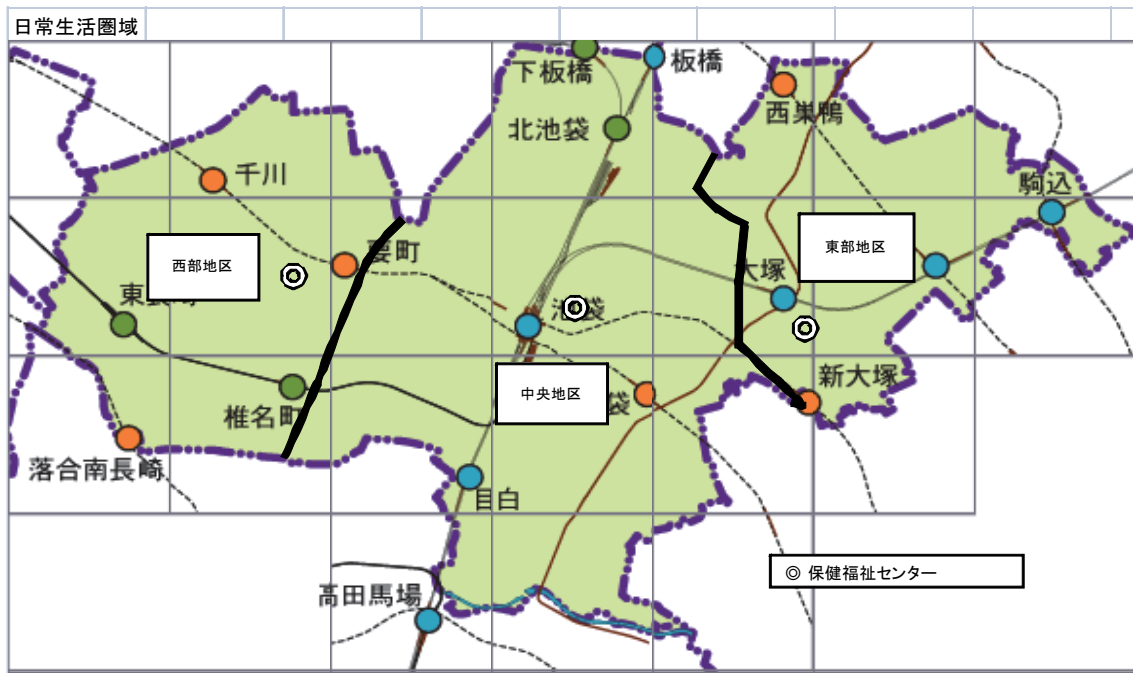 日常生活圏域
下板橋
板橋
西巣鴨
北池袋
千川
駒込
東部地区
西部地区
要町
大塚
東
池袋
新大塚
中央地区
袋
椎名町
落合南長崎
目白
◎ 保健福祉センター
高田馬場